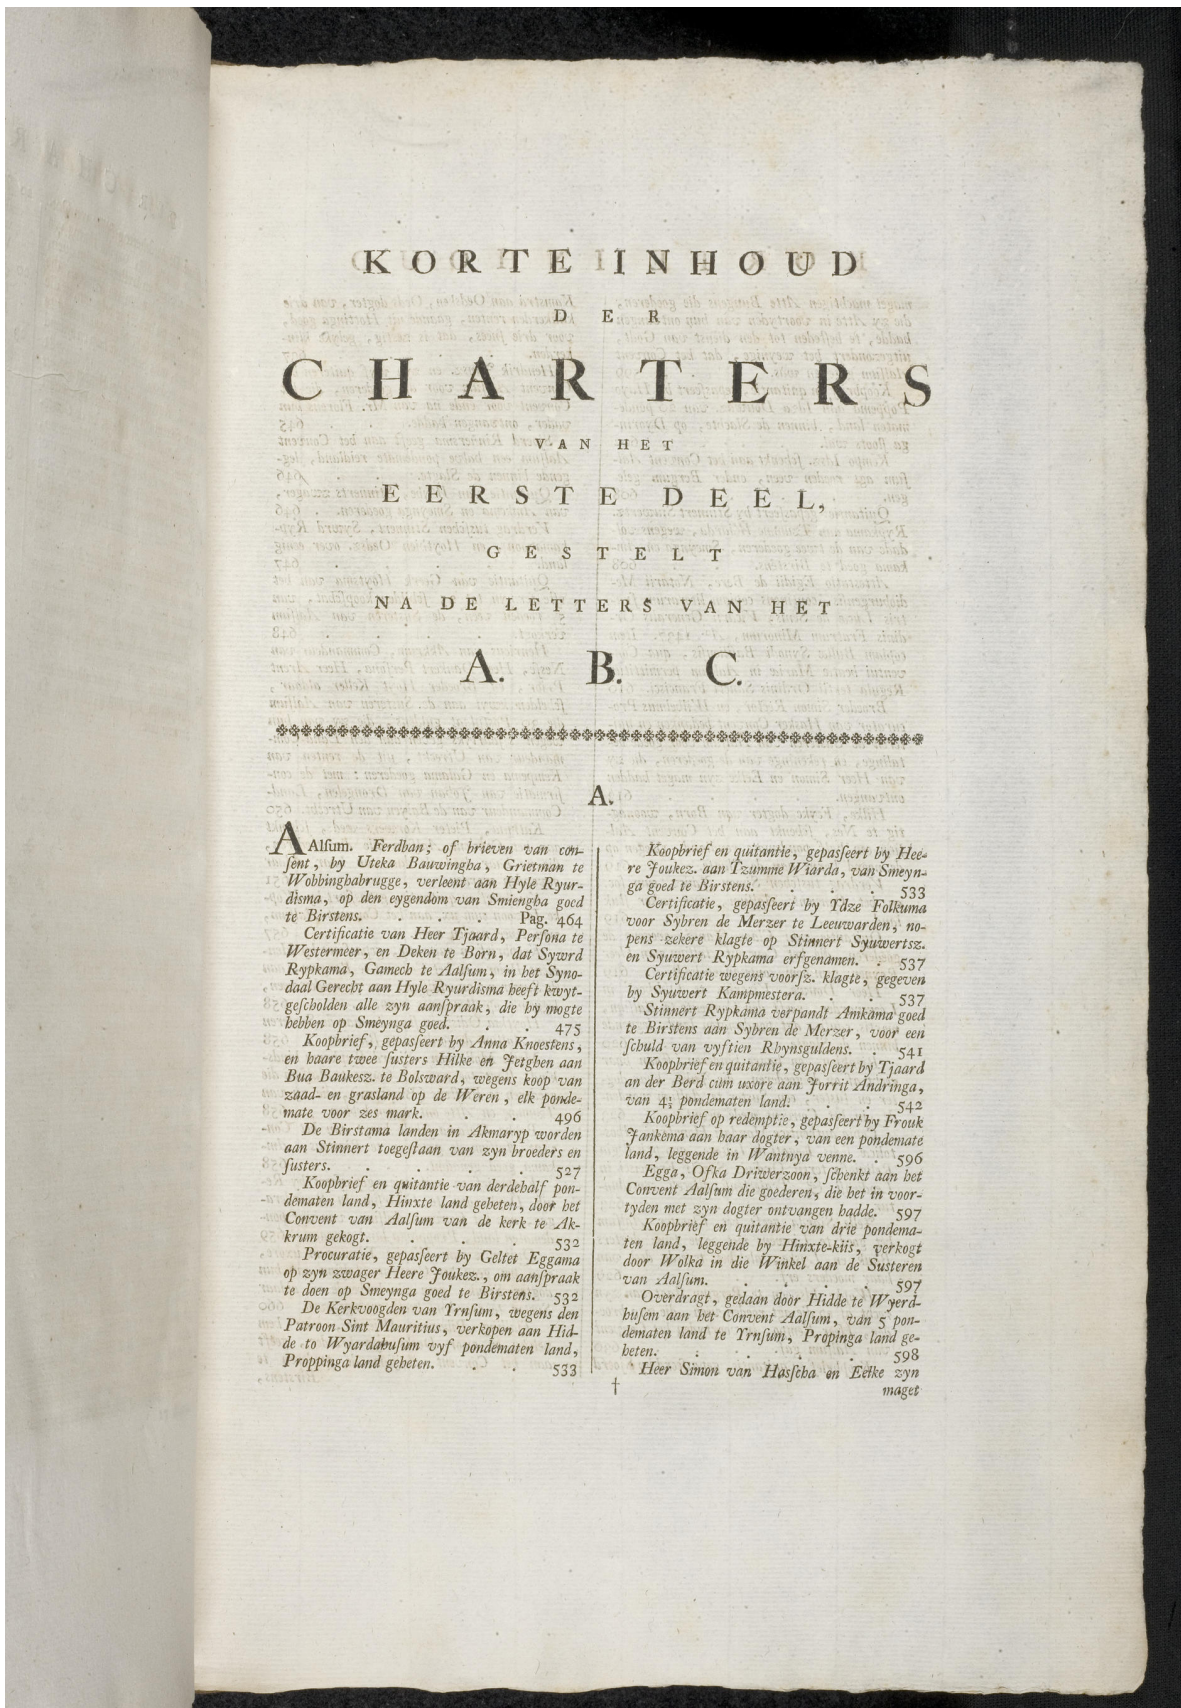 KORTE INHOUD
DER
CHARTERS
VAN HET
EERSTE DEEL,
GESTELT
NA DE LETTERS VAN HET
A. B. C.
A.
AAlſum. Ferdban; of brieven van con-
ſent, by Uteka Bauwingha, Grietman te
Wobbinghabrugge, verleent aan Hyle Ryur-
disma, op den eygendom van Smiengha goed
te Birstens. . . . Pag. 464
Certificatie van Heer Tjaard, Perſona te
Westermeer, en Deken te Born, dat Sywrd
Rypkama, Gamech te Aalſum, in het Syno-
daal Gerecht aan Hyle Ryurdisma heeft kwyt-
geſcholden alle zyn aanſpraak, die hy mogte
hebben op Smeynga goed. . . 475
Koopbrief, gepasſeert by Anna Knoestens,
en haare twee ſusters Hilke en Jetghen aan
Bua Baukesz. te Bolsward, wegens koop van
zaad- en grasland op de Weren, elk ponde-
mate voor zes mark. . . 496
De Birstama landen in Akmaryp worden
aan Stinnert toegeſtaan van zyn broeders en
ſusters. . . . . 527
Koopbrief en quitantie van derdehalf pon-
dematen land, Hinxte land geheten, door het
Convent van Aalſum van de kerk te Ak-
krum gekogt. . . . 532
Procuratie, gepasſeert by Geltet Eggama
op zyn zwager Heere Joukez., om aanſpraak
te doen op Smeynga goed te Birstens. 532
De Kerkvoogden van Yrnſum, wegens den
Patroon Sint Mauritius, verkopen aan Hid-
de to Wyardahuſum vyf pondematen land,
Proppinga land geheten. . . 533
Koopbrief en quitantie, gepasſeert by Hee-
re Joukez. aan Tzumme Wiarda, van Smeyn-
ga goed te Birstens. . . . 533
Certificatie, gepasſeert by Ydze Folkuma
voor Sybren de Merzer te Leeuwarden, no-
pens zekere klagte op Stinnert Syuwertsz.
en Syuwert Rypkama erfgenamen. . 537
Certificatie wegens voorſz. klagte, gegeven
by Syuwert Kampmestera. . . 537
Stinnert Rypkama verpandt Amkama goed
te Birstens aan Sybren de Merzer, voor een
ſchuld van vyftien Rhynsguldens. . 541
Koopbrief en quitantie, gepasſeert by Tjaard
an der Berd cum uxore aan Jorrit Andringa,
van 4½ pondematen land. . . 542
Koopbrief op redemptie, gepasſeert by Frouk
Jankema aan haar dogter, van een pondemate
land, leggende in Wantnya venne. . 596
Egga, Ofka Driwerzoon, ſchenkt aan het
Convent Aalſum die goederen, die het in voor-
tyden met zyn dogter ontvangen hadde. 597
Koopbrief en quitantie van drie pondema-
ten land, leggende by Hinxte-kiis, verkogt
door Wolka in die Winkel aan de Susteren
van Aalſum. . . . . 597
Overdragt, gedaan door Hidde te Wyerd-
huſem aan het Convent Aalſum, van 5 pon-
dematen land te Yrnſum, Propinga land ge-
heten. . . . . 598
Heer Simon van Hasſcha en Eelke zyn
†
maget